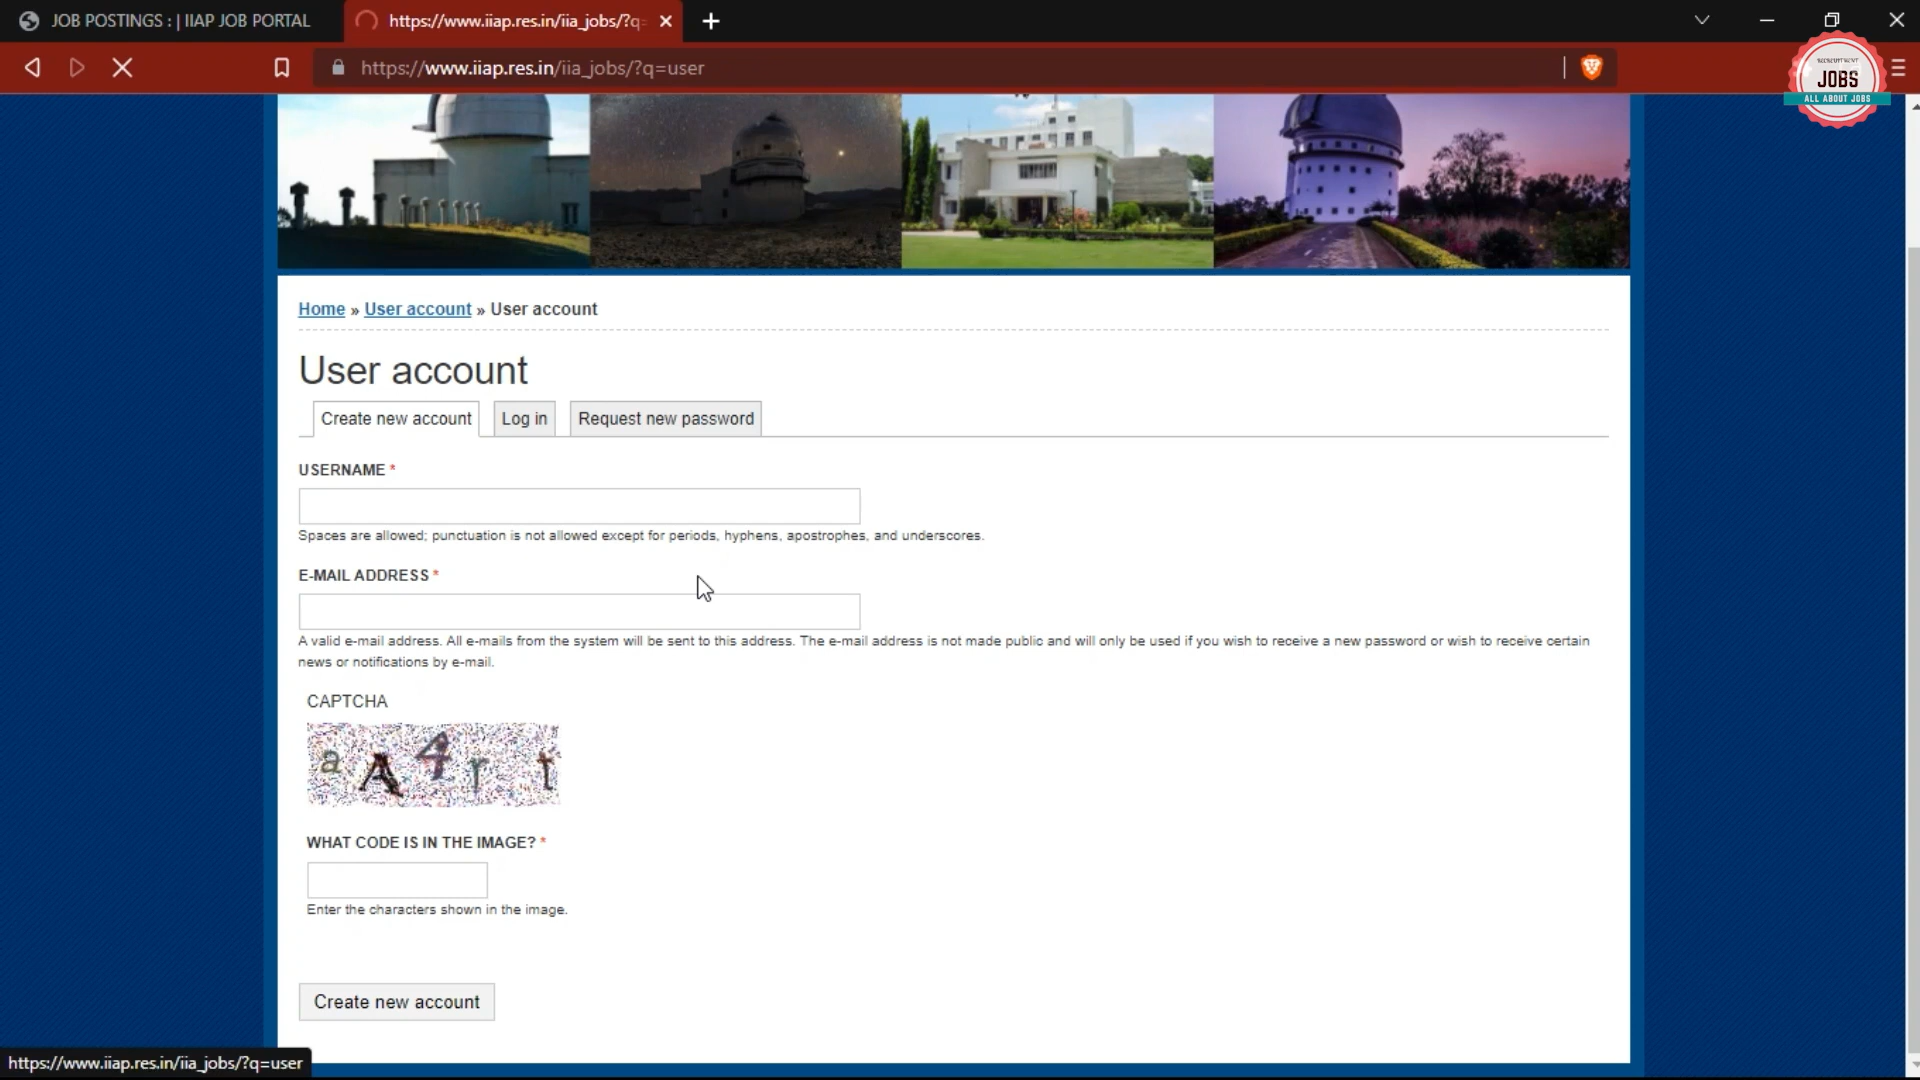 JOB POSTINGS : | IIAP JOB PORTAL
https://www.iiap.res.in/iia_jobs/?q=
https://www.iiap.res.in/iia_jobs/?q=user
RECRUITMENT
JOBS
ALL ABOUT JOBS
Home » User account » User account
User account
Create new account
Log in
Request new password
USERNAME *
Spaces are allowed; punctuation is not allowed except for periods, hyphens, apostrophes, and underscores.
E-MAIL ADDRESS *
A valid e-mail address. All e-mails from the system will be sent to this address. The e-mail address is not made public and will only be used if you wish to receive a new password or wish to receive certain
news or notifications by e-mail.
CAPTCHA
a A 4 r t
WHAT CODE IS IN THE IMAGE? *
Enter the characters shown in the image.
Create new account
https://www.iiap.res.in/iia_jobs/?q=user